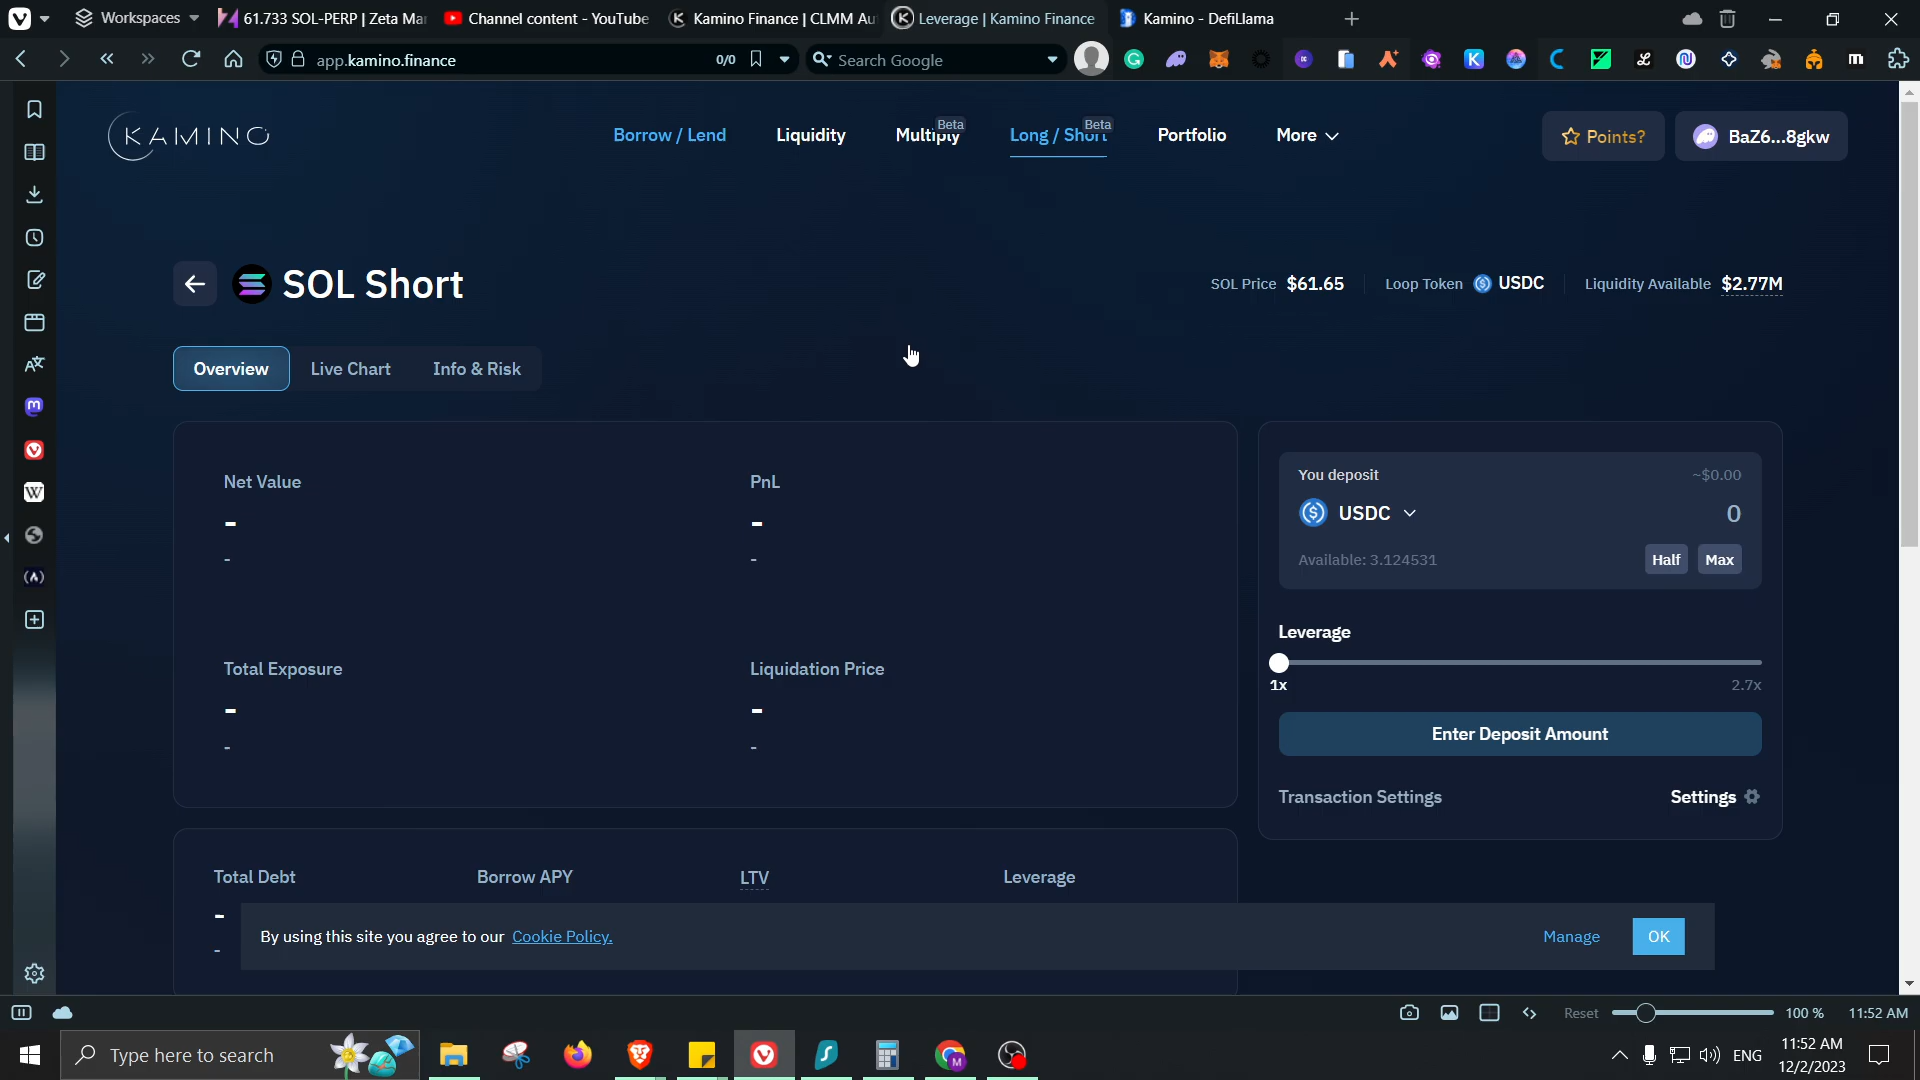 Workspaces
61.733 SOL-PERP | Zeta Mar
Channel content - YouTube
Kamino Finance | CLMM Au
Leverage | Kamino Finance
Kamino - DefiLlama
app.kamino.finance
0/0
Search Google
KAMINO
Borrow / Lend
Liquidity
Multiply
Beta
Long / Short
Beta
Portfolio
More
Points?
BaZ6...8gkw
SOL Short
SOL Price $61.65
Loop Token USDC
Liquidity Available $2.77M
Overview
Live Chart
Info & Risk
Net Value
-
-
PnL
-
-
Total Exposure
-
-
Liquidation Price
-
-
You deposit
~$0.00
USDC
0
Available: 3.124531
Half
Max
Leverage
1x
2.7x
Enter Deposit Amount
Transaction Settings
Settings
Total Debt
Borrow APY
LTV
Leverage
-
-
By using this site you agree to our Cookie Policy.
Manage
OK
Reset
100 %
11:52 AM
Type here to search
ENG
11:52 AM
12/2/2023